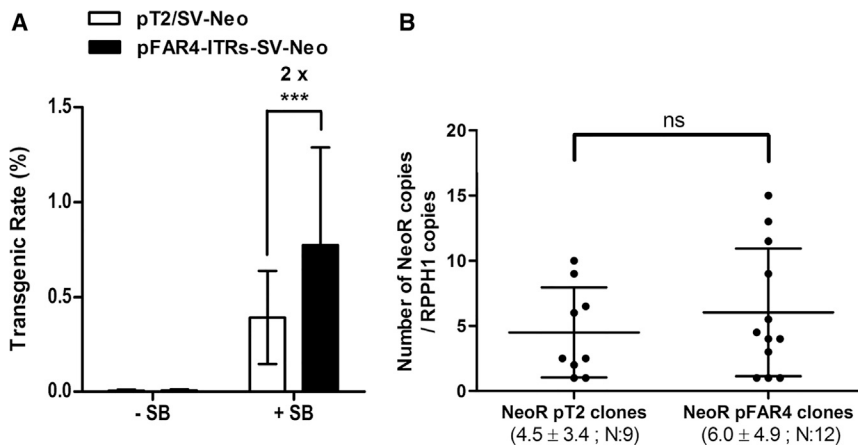 A
pT2/SV-Neo
pFAR4-ITRs-SV-Neo
2 x
***
Transgenic Rate (%)
1.5
1.0
0.5
0.0
- SB
+ SB
B
ns
Number of NeoR copies
/ RPPH1 copies
20
15
10
5
0
NeoR pT2 clones
(4.5 ± 3.4 ; N:9)
NeoR pFAR4 clones
(6.0 ± 4.9 ; N:12)